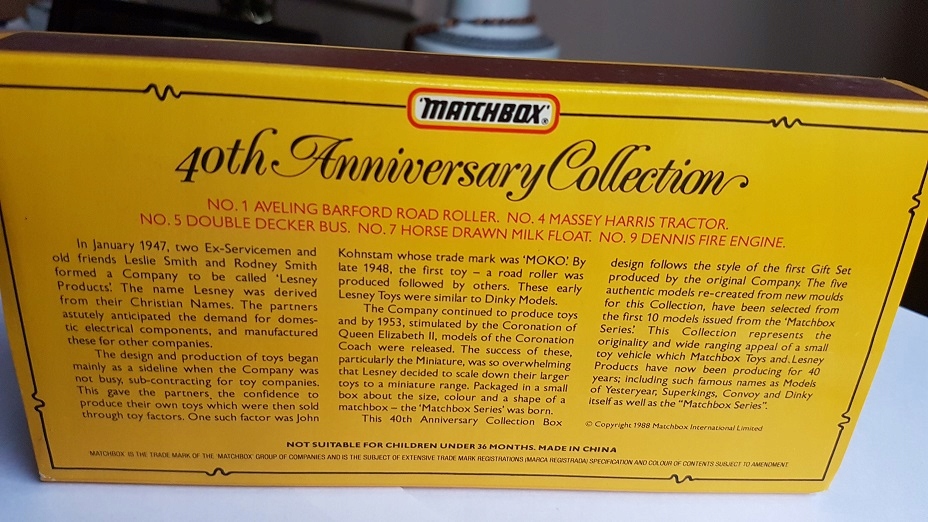 'MATCHBOX'®
40th Anniversary Collection
NO. 1 AVELING BARFORD ROAD ROLLER. NO. 4 MASSEY HARRIS TRACTOR.
NO. 5 DOUBLE DECKER BUS. NO. 7 HORSE DRAWN MILK FLOAT. NO. 9 DENNIS FIRE ENGINE.
In January 1947, two Ex-Servicemen and
old friends Leslie Smith and Rodney Smith
formed a Company to be called 'Lesney
Products'. The name Lesney was derived
from their Christian Names. The partners
astutely anticipated the demand for domes-
tic electrical components, and manufactured
these for other companies.
The design and production of toys began
mainly as a sideline when the Company was
not busy, sub-contracting for toy companies.
This gave the partners, the confidence to
produce their own toys which were then sold
through toy factors. One such factor was John
Kohnstam whose trade mark was 'MOKO'. By
late 1948, the first toy – a road roller was
produced followed by others. These early
Lesney Toys were similar to Dinky Models.
The Company continued to produce toys
and by 1953, stimulated by the Coronation of
Queen Elizabeth II, models of the Coronation
Coach were released. The success of these,
particularly the Miniature, was so overwhelming
that Lesney decided to scale down their larger
toys to a miniature range. Packaged in a small
box about the size, colour and a shape of a
matchbox – the 'Matchbox Series' was born.
This 40th Anniversary Collection Box
design follows the style of the first Gift Set
produced by the original Company. The five
authentic models re-created from new moulds
for this Collection, have been selected from
the first 10 models issued from the 'Matchbox
Series'. This Collection represents the
originality and wide ranging appeal of a small
toy vehicle which Matchbox Toys and Lesney
Products have now been producing for 40
years; including such famous names as Models
of Yesteryear, Superkings, Convoy and Dinky
itself as well as the "Matchbox Series".
© Copyright 1988 Matchbox International Limited
NOT SUITABLE FOR CHILDREN UNDER 36 MONTHS. MADE IN CHINA
MATCHBOX IS THE TRADE MARK OF THE MATCHBOX GROUP OF COMPANIES AND IS THE SUBJECT OF EXTENSIVE TRADE MARK REGISTRATIONS (MARCA REGISTRADA) SPECIFICATION AND COLOUR OF CONTENTS SUBJECT TO AMENDMENT